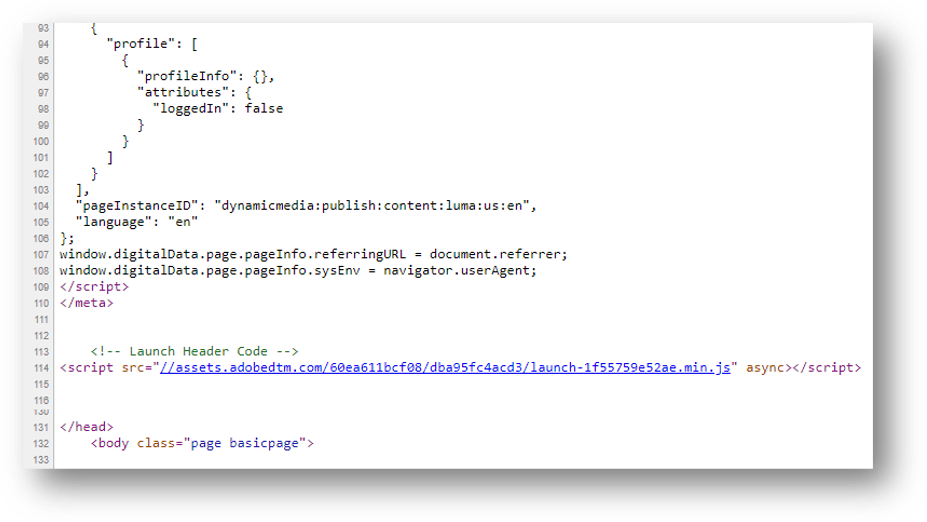 93 {
94 "profile": [
95 {
96 "profileInfo": {},
97 "attributes": {
98 "loggedIn": false
99 }
100 }
101 ]
102 }
103 ],
104 "pageInstanceID": "dynamicmedia:publish:content:luma:us:en",
105 "language": "en"
106 };
107 window.digitalData.page.pageInfo.referringURL = document.referrer;
108 window.digitalData.page.pageInfo.sysEnv = navigator.userAgent;
109 </script>
110 </meta>
111
112
113 <!-- Launch Header Code -->
114 <script src="//assets.adobedtm.com/60ea611bcf08/dba95fc4acd3/launch-1f55759e52ae.min.js" async></script>
115
116
130
131 </head>
132 <body class="page basicpage">
133